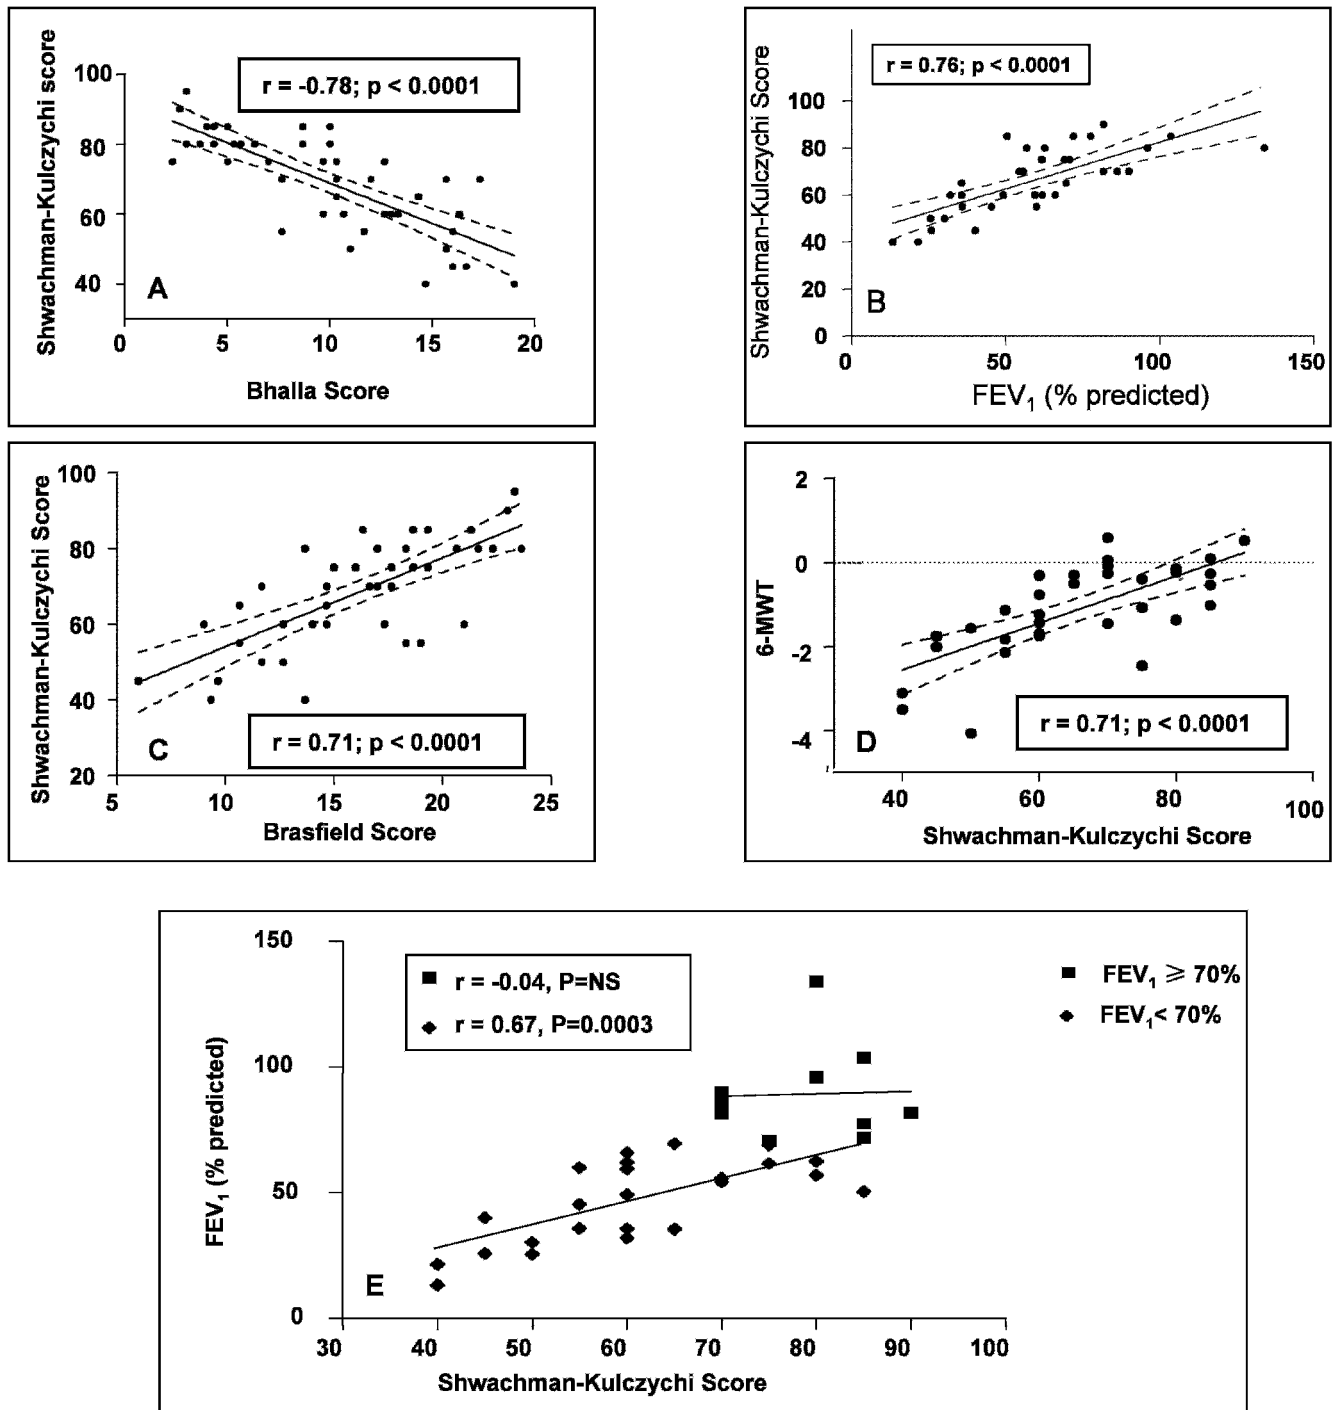 Shwachman-Kulczychi score
100
80
60
40
r = -0.78; p < 0.0001
A
0 5 10 15 20
Bhalla Score
Shwachman-Kulczychi Score
100
80
60
40
20
0
r = 0.76; p < 0.0001
B
0 50 100 150
FEV1 (% predicted)
Shwachman-Kulczychi Score
100
80
60
40
20
C
r = 0.71; p < 0.0001
5 10 15 20 25
Brasfield Score
6-MWT
2
0
-2
-4
D
r = 0.71; p < 0.0001
40 60 80 100
Shwachman-Kulczychi Score
FEV1 (% predicted)
150
100
50
0
r = -0.04, P=NS
r = 0.67, P=0.0003
FEV1 ⩾ 70%
FEV1< 70%
E
30 40 50 60 70 80 90 100
Shwachman-Kulczychi Score